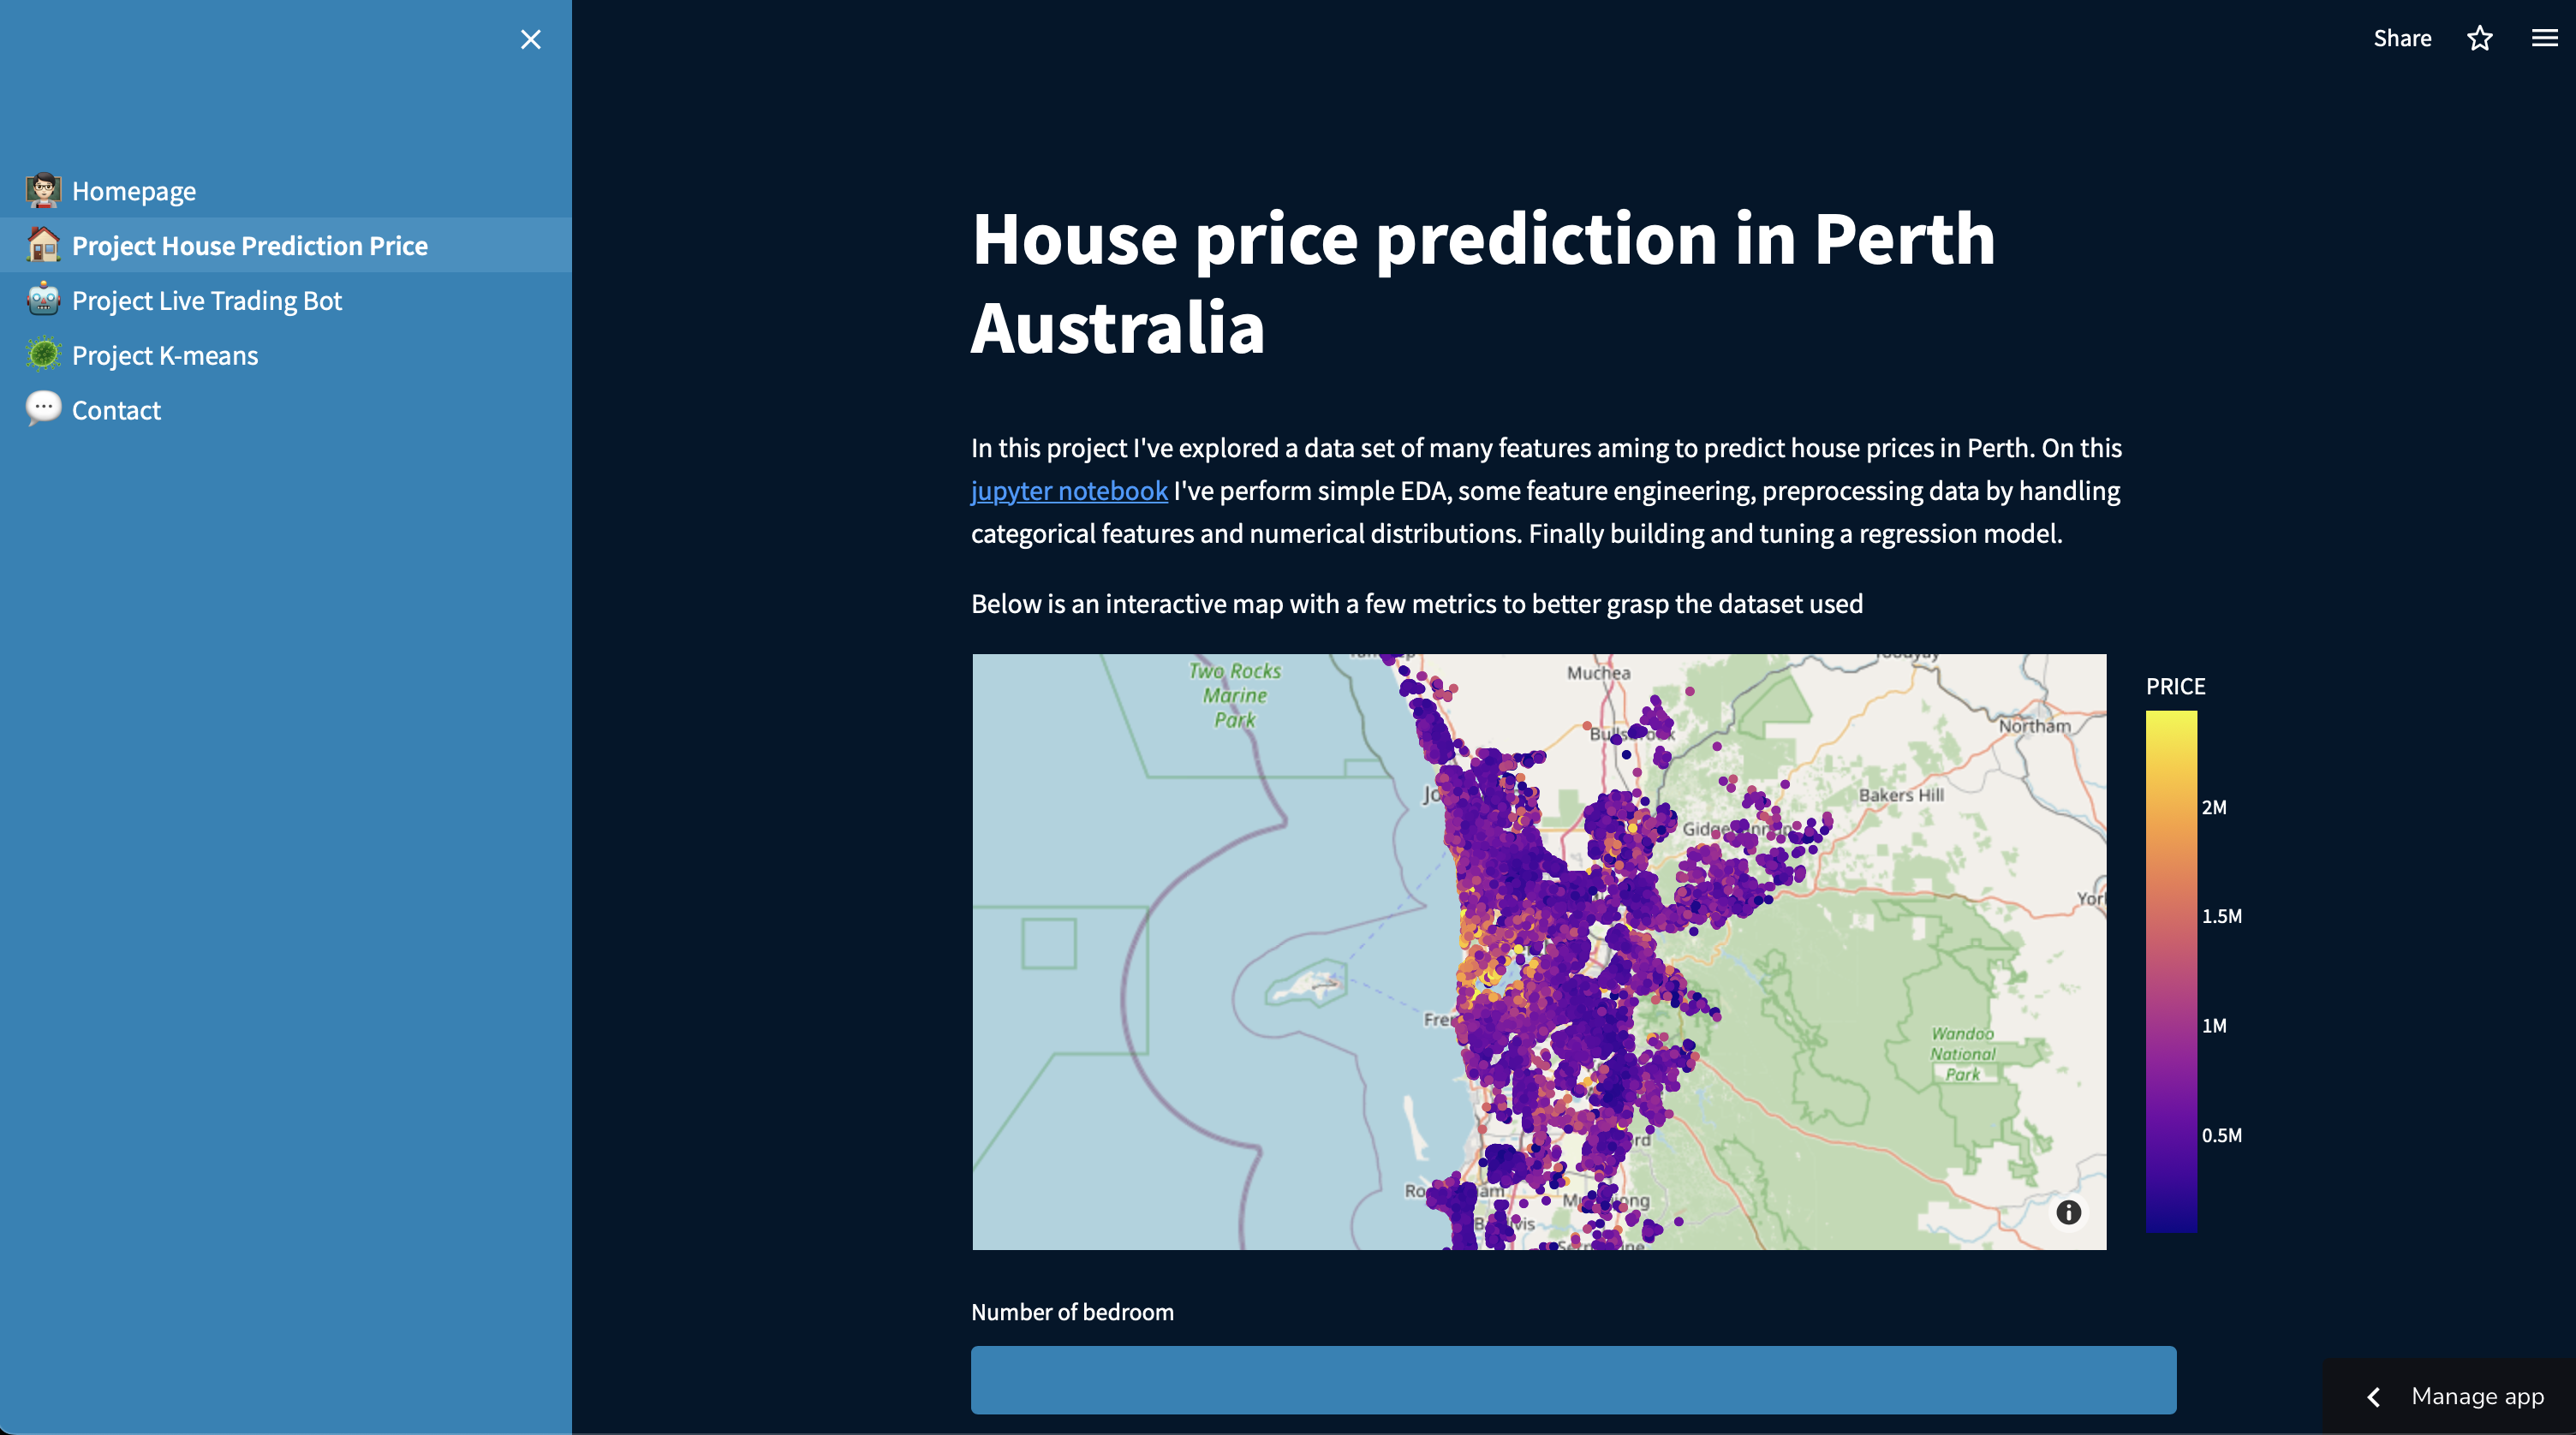 Share
Homepage
Project House Prediction Price
Project Live Trading Bot
Project K-means
Contact
House price prediction in Perth
Australia
In this project I've explored a data set of many features aming to predict house prices in Perth. On this
jupyter notebook I've perform simple EDA, some feature engineering, preprocessing data by handling
categorical features and numerical distributions. Finally building and tuning a regression model.
Below is an interactive map with a few metrics to better grasp the dataset used
Two Rocks
Marine
Park
Muchea
Northam
Bakers Hill
Wandoo
National
Park
PRICE
2M
1.5M
1M
0.5M
Number of bedroom
Manage app